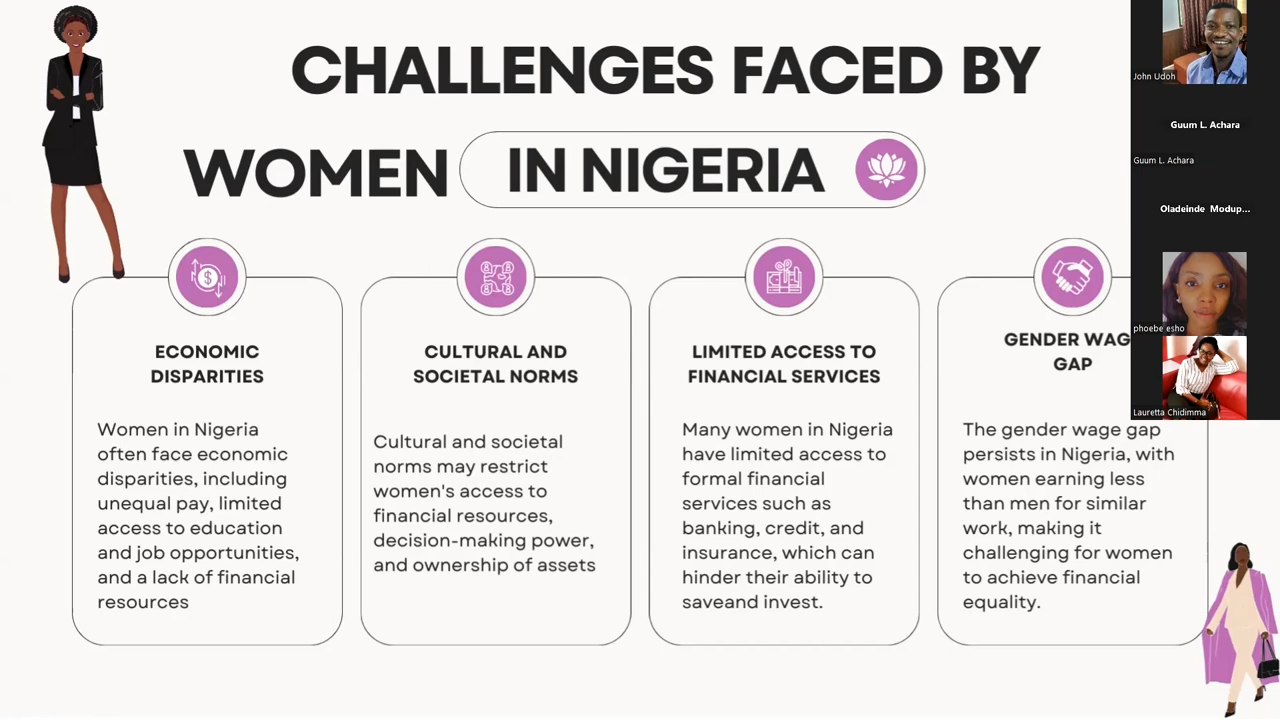 CHALLENGES FACED BY
WOMEN IN NIGERIA
ECONOMIC
DISPARITIES
Women in Nigeria
often face economic
disparities, including
unequal pay, limited
access to education
and job opportunities,
and a lack of financial
resources
CULTURAL AND
SOCIETAL NORMS
Cultural and societal
norms may restrict
women's access to
financial resources,
decision-making power,
and ownership of assets
LIMITED ACCESS TO
FINANCIAL SERVICES
Many women in Nigeria
have limited access to
formal financial
services such as
banking, credit, and
insurance, which can
hinder their ability to
saveand invest.
GENDER WAG
GAP
The gender wage gap
persists in Nigeria, with
women earning less
than men for similar
work, making it
challenging for women
to achieve financial
equality.
John Udoh
Guum L. Achara
Guum L. Achara
Oladeinde Modup...
phoebe esho
Lauretta Chidimma